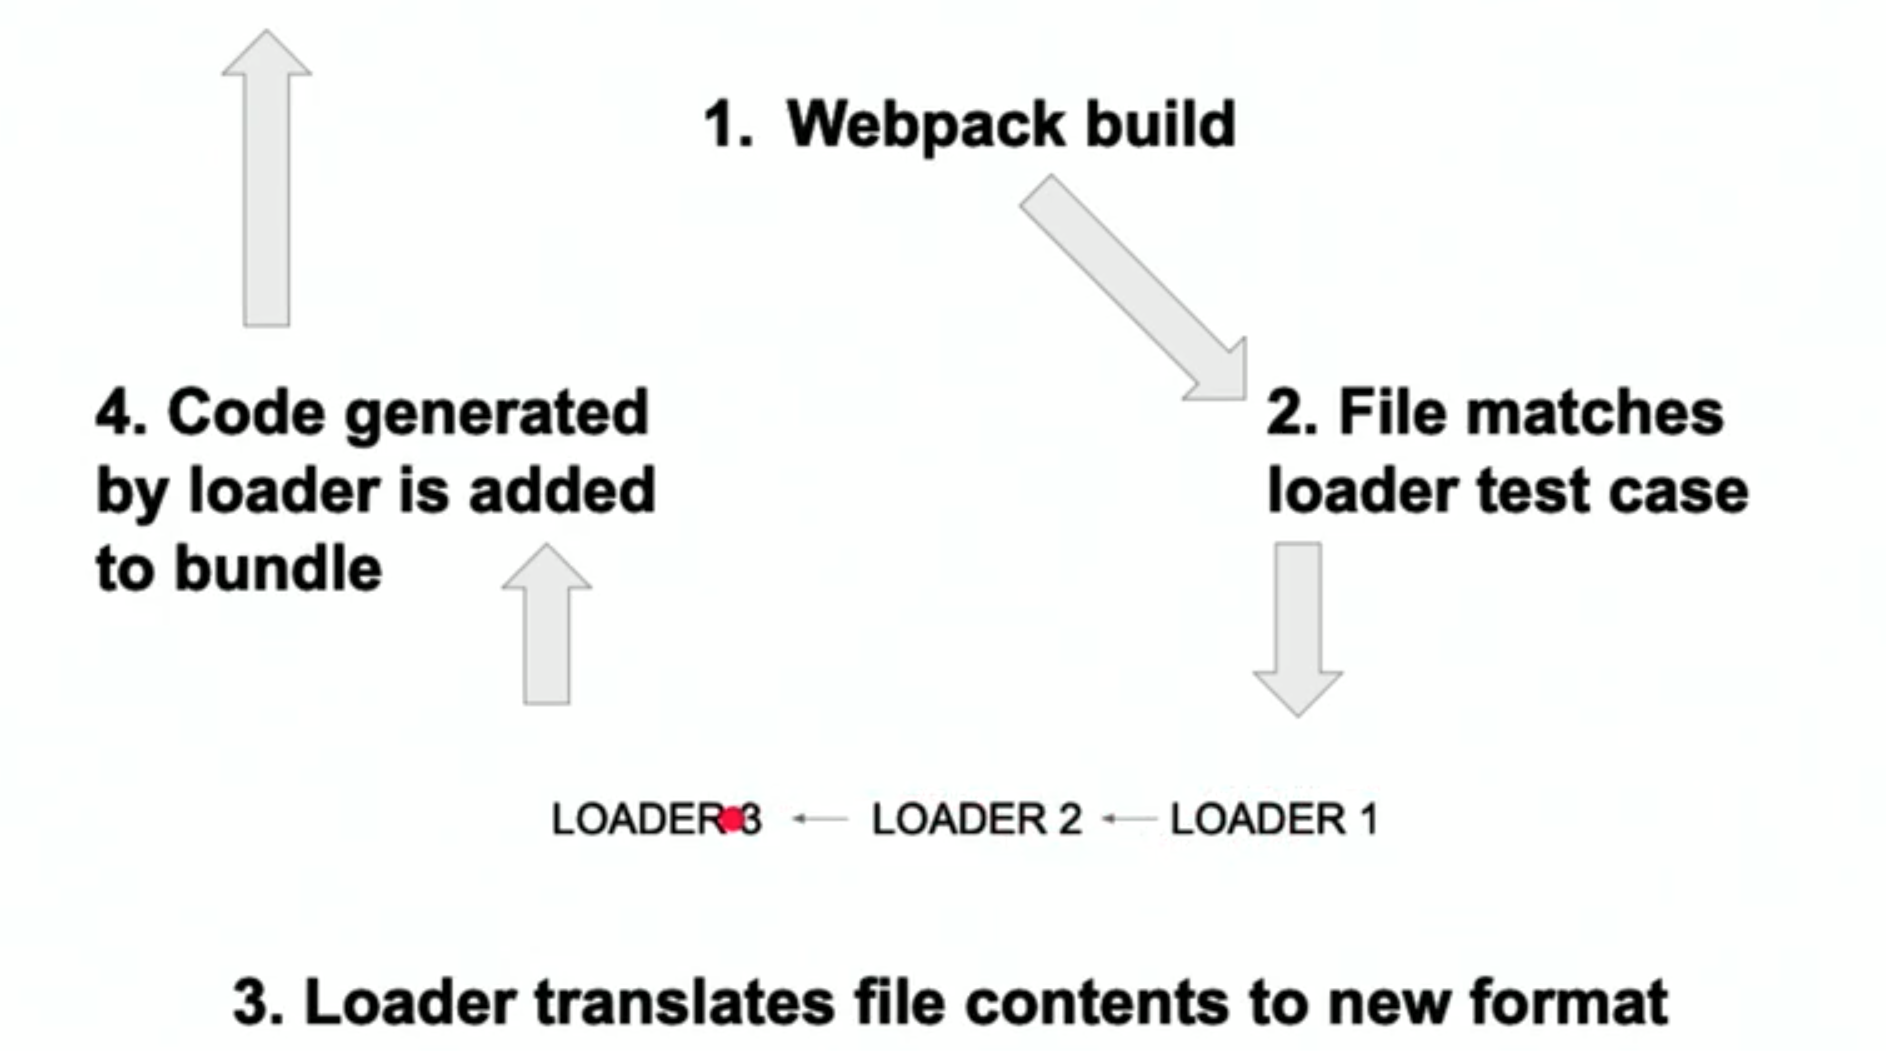 1. Webpack build
4. Code generated
by loader is added
to bundle
2. File matches
loader test case
LOADER 3 ← LOADER 2 ← LOADER 1
3. Loader translates file contents to new format